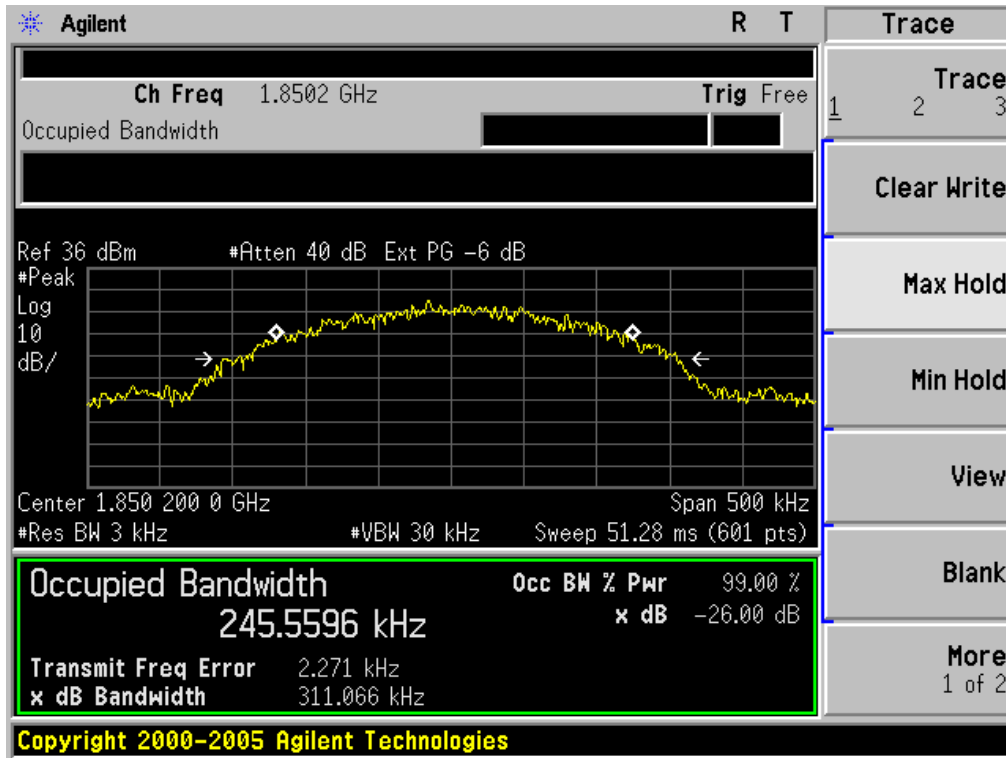 Agilent R T Trace
Ch Freq 1.8502 GHz Trig Free
Occupied Bandwidth
Trace
1 2 3
Clear Write
Max Hold
Min Hold
View
Blank
More
1 of 2
Ref 36 dBm #Atten 40 dB Ext PG -6 dB
#Peak
Log
10
dB/
Center 1.850 200 0 GHz Span 500 kHz
#Res BW 3 kHz #VBW 30 kHz Sweep 51.28 ms (601 pts)
Occupied Bandwidth Occ BW % Pwr 99.00 %
245.5596 kHz x dB -26.00 dB
Transmit Freq Error 2.271 kHz
x dB Bandwidth 311.066 kHz
Copyright 2000-2005 Agilent Technologies